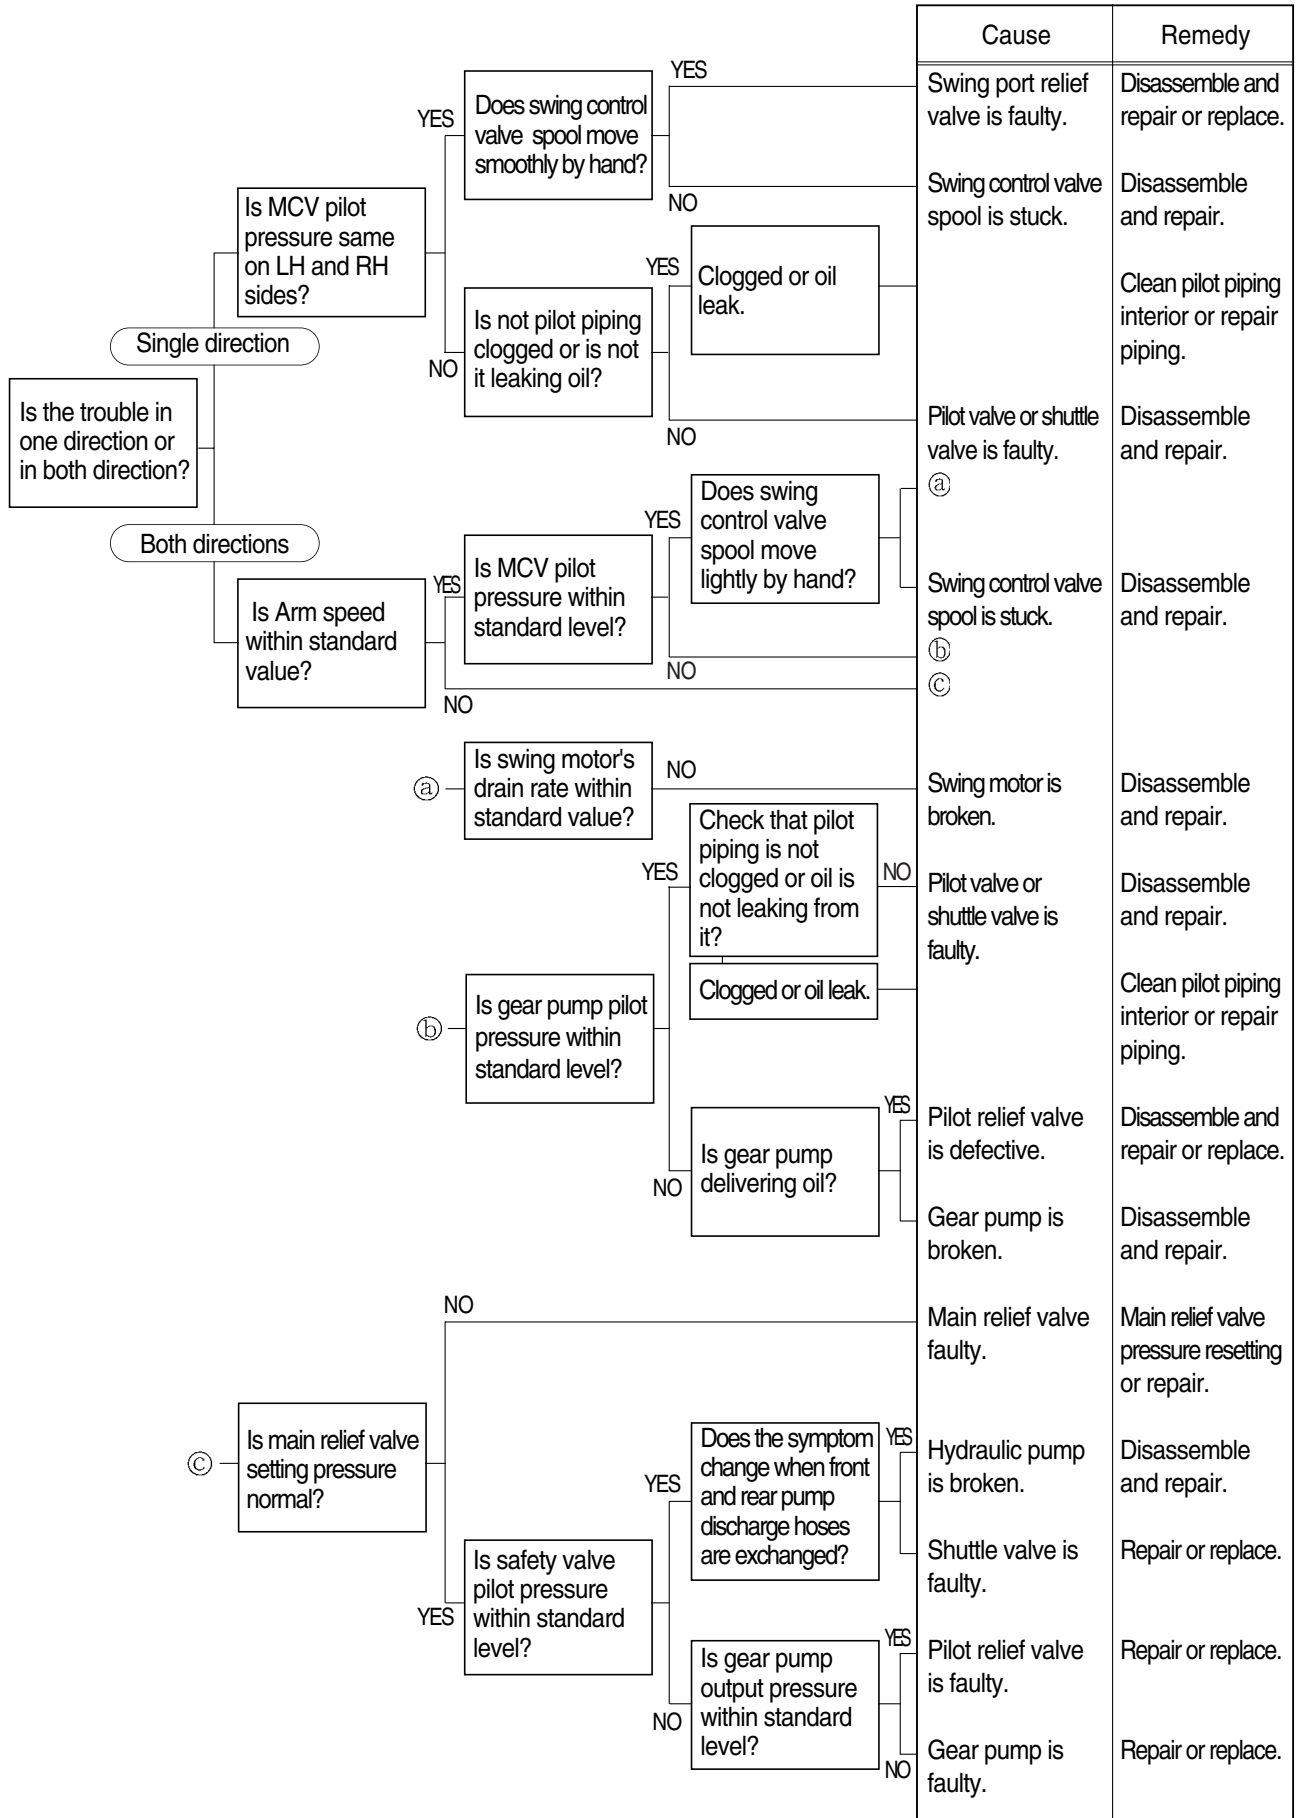 Cause
Remedy
YES
Does swing control
valve spool move
smoothly by hand?
YES
NO
Swing port relief
valve is faulty.
Disassemble and
repair or replace.
Swing control valve
spool is stuck.
Disassemble
and repair.
Is MCV pilot
pressure same
on LH and RH
sides?
Single direction
NO
Is not pilot piping
clogged or is not
it leaking oil?
YES
Clogged or oil
leak.
Clean pilot piping
interior or repair
piping.
NO
Pilot valve or shuttle
valve is faulty.
Disassemble
and repair.
Is the trouble in
one direction or
in both direction?
Both directions
Is Arm speed
within standard
value?
YES
Is MCV pilot
pressure within
standard level?
YES
Does swing
control valve
spool move
lightly by hand?
ⓐ
Swing control valve
spool is stuck.
Disassemble
and repair.
NO
ⓑ
NO
ⓒ
ⓐ
Is swing motor's
drain rate within
standard value?
NO
Swing motor is
broken.
Disassemble
and repair.
ⓑ
Is gear pump pilot
pressure within
standard level?
YES
Check that pilot
piping is not
clogged or oil is
not leaking from
it?
NO
Pilot valve or
shuttle valve is
faulty.
Disassemble
and repair.
Clogged or oil leak.
Clean pilot piping
interior or repair
piping.
NO
Is gear pump
delivering oil?
YES
Pilot relief valve
is defective.
Disassemble and
repair or replace.
Gear pump is
broken.
Disassemble
and repair.
ⓒ
Is main relief valve
setting pressure
normal?
NO
Main relief valve
faulty.
Main relief valve
pressure resetting
or repair.
YES
Is safety valve
pilot pressure
within standard
level?
YES
Does the symptom
change when front
and rear pump
discharge hoses
are exchanged?
YES
Hydraulic pump
is broken.
Disassemble
and repair.
Shuttle valve is
faulty.
Repair or replace.
NO
Is gear pump
output pressure
within standard
level?
YES
Pilot relief valve
is faulty.
Repair or replace.
NO
Gear pump is
faulty.
Repair or replace.